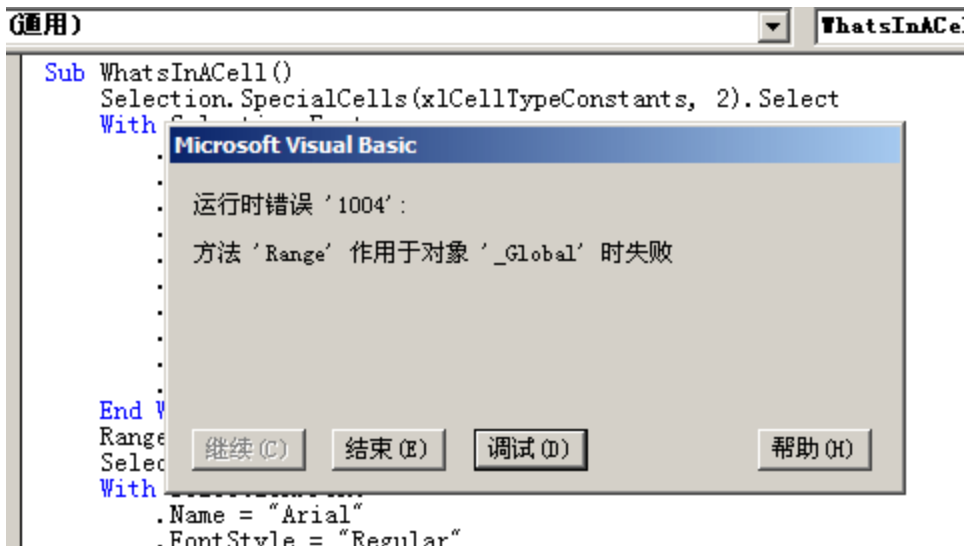 (通用)
WhatsInACel
Sub WhatsInACell()
Selection.SpecialCells(xlCellTypeConstants, 2).Select
With
Microsoft Visual Basic
运行时错误 '1004':
方法 'Range' 作用于对象 '_Global' 时失败
End W
Range
继续(C) 结束(E) 调试(D) 帮助(H)
Selec
With
.Name = "Arial"
.FontStyle = "Regular"